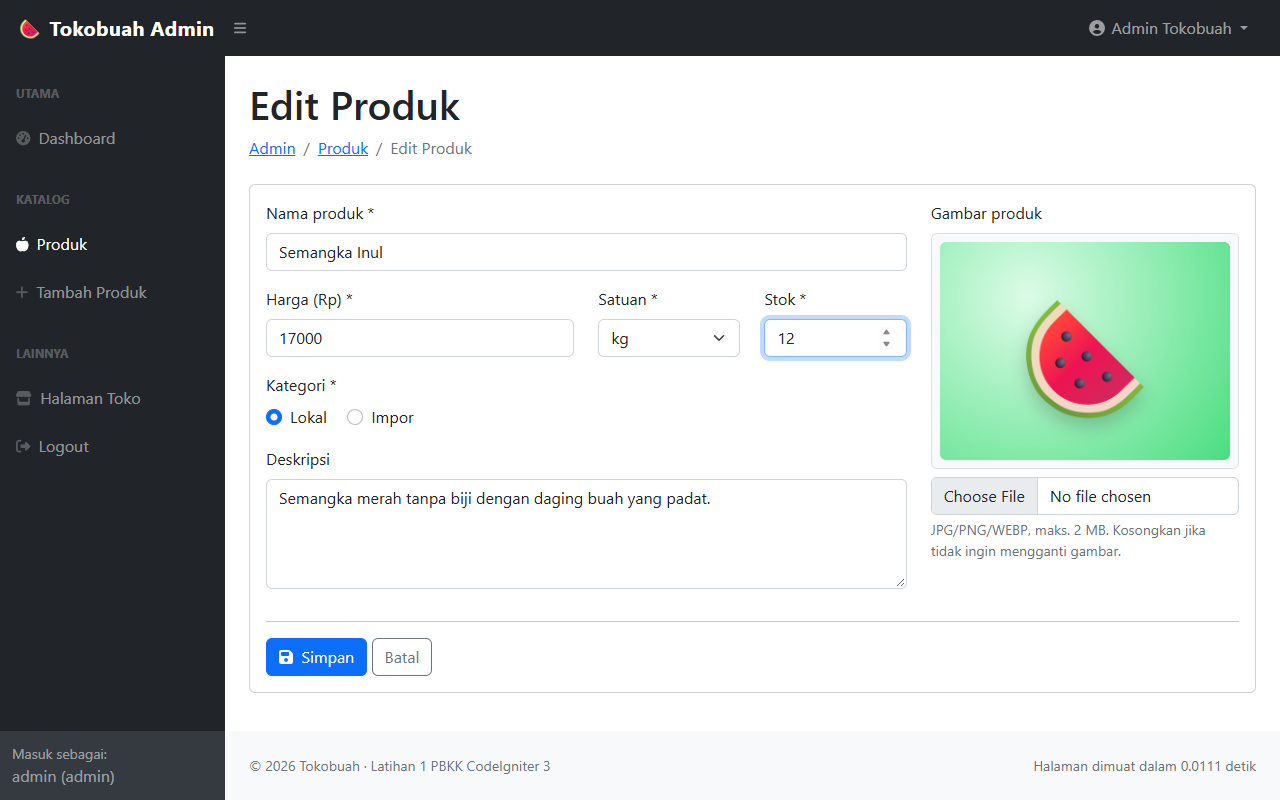 Tokobuah Admin
Admin Tokobuah
UTAMA
Dashboard
KATALOG
Produk
Tambah Produk
LAINNYA
Halaman Toko
Logout
Masuk sebagai:
admin (admin)
Edit Produk
Admin / Produk / Edit Produk
Nama produk *
Semangka Inul
Harga (Rp) *
17000
Satuan *
kg
Stok *
12
Kategori *
Lokal
Impor
Deskripsi
Semangka merah tanpa biji dengan daging buah yang padat.
Gambar produk
Choose File No file chosen
JPG/PNG/WEBP, maks. 2 MB. Kosongkan jika
tidak ingin mengganti gambar.
Simpan
Batal
© 2026 Tokobuah · Latihan 1 PBKK CodeIgniter 3
Halaman dimuat dalam 0.0111 detik